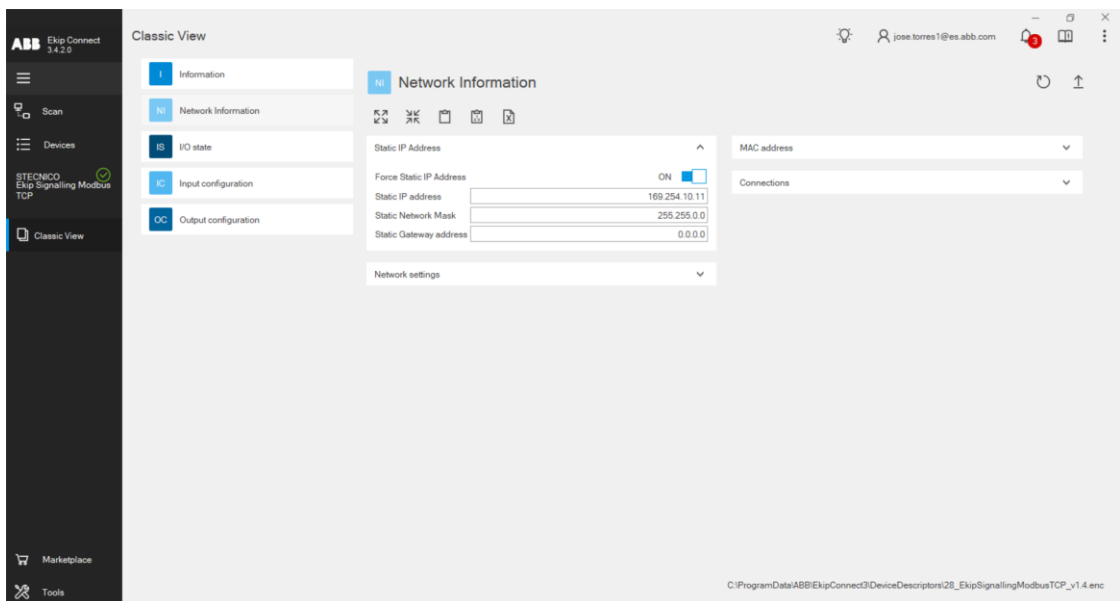 ABB Ekip Connect
3.4.2.0
Scan
Devices
STECNICO
Ekip Signalling Modbus
TCP
Classic View
Marketplace
Tools
Classic View
jose.torres1@es.abb.com
3
I Information
NI Network Information
IS I/O state
IC Input configuration
OC Output configuration
NI Network Information
Static IP Address
Force Static IP Address ON
Static IP address 169.254.10.11
Static Network Mask 255.255.0.0
Static Gateway address 0.0.0.0
Network settings
MAC address
Connections
C:\ProgramData\ABB\EkipConnect3\DeviceDescriptors\28_EkipSignallingModbusTCP_v1.4.enc